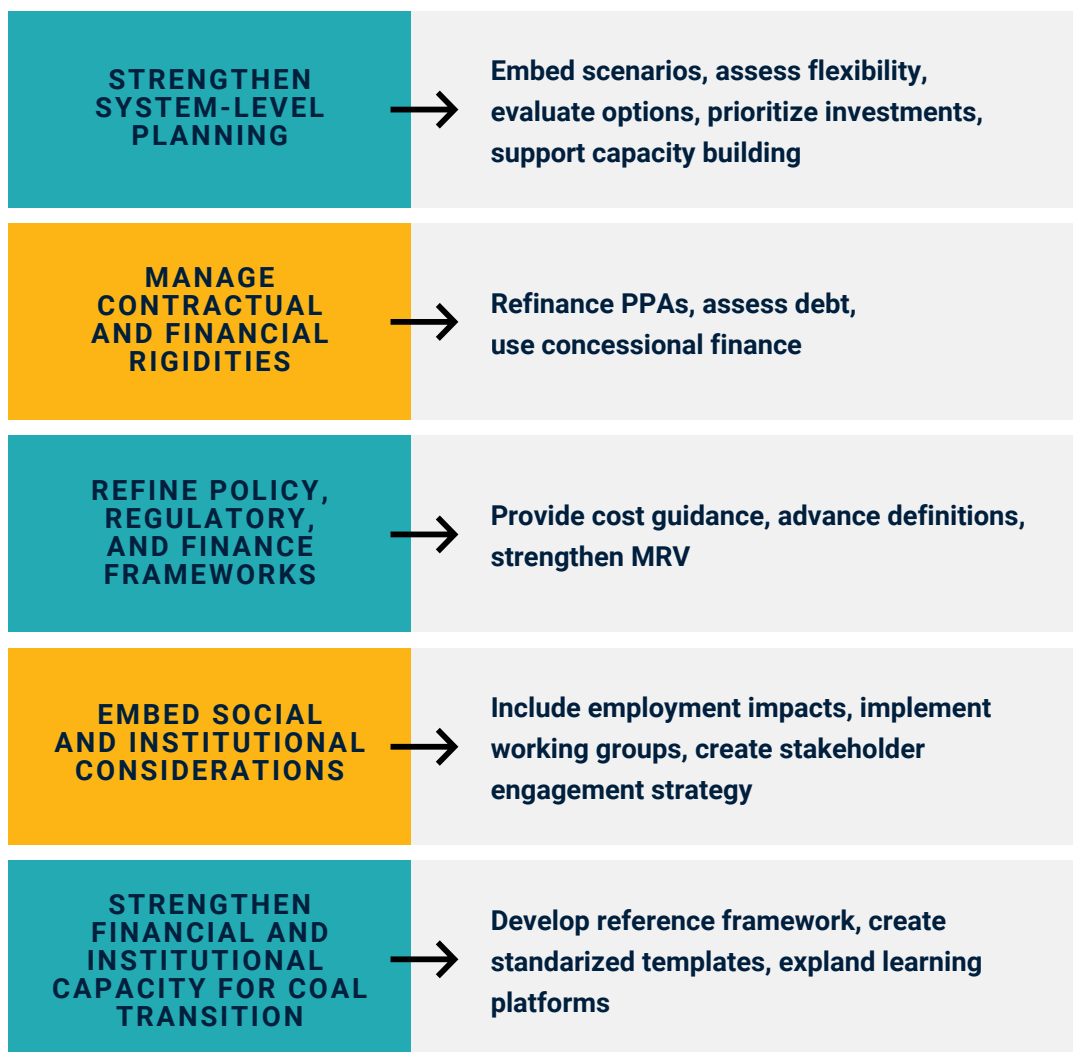 STRENGTHEN
SYSTEM-LEVEL
PLANNING
Embed scenarios, assess flexibility,
evaluate options, prioritize investments,
support capacity building
MANAGE
CONTRACTUAL
AND FINANCIAL
RIGIDITIES
Refinance PPAs, assess debt,
use concessional finance
REFINE POLICY,
REGULATORY,
AND FINANCE
FRAMEWORKS
Provide cost guidance, advance definitions,
strengthen MRV
EMBED SOCIAL
AND INSTITUTIONAL
CONSIDERATIONS
Include employment impacts, implement
working groups, create stakeholder
engagement strategy
STRENGTHEN
FINANCIAL AND
INSTITUTIONAL
CAPACITY FOR COAL
TRANSITION
Develop reference framework, create
standarized templates, expland learning
platforms